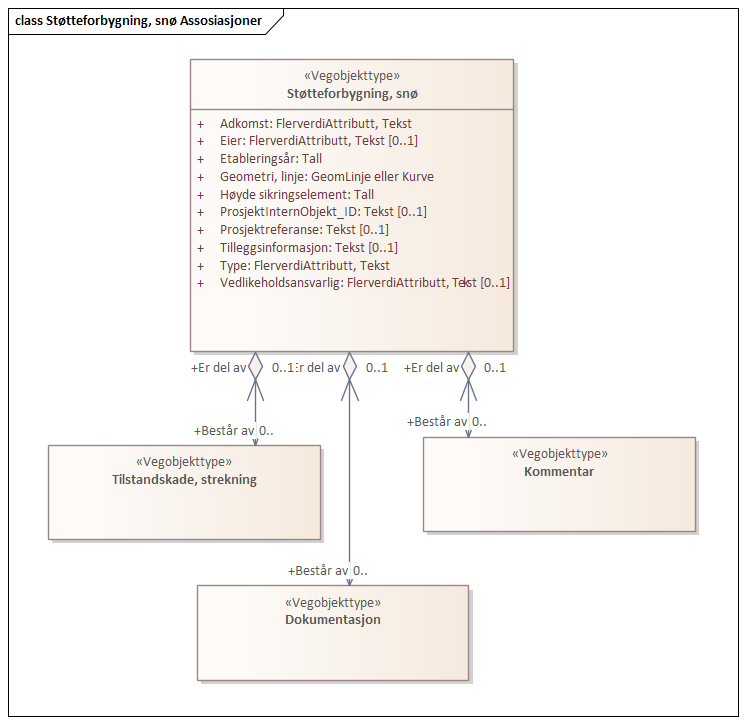 class Støtteforbygning, snø Assosiasjoner
«Vegobjekttype»
Støtteforbygning, snø
+ Adkomst: FlerverdiAttributt, Tekst
+ Eier: FlerverdiAttributt, Tekst [0..1]
+ Etableringsår: Tall
+ Geometri, linje: GeomLinje eller Kurve
+ Høyde sikringselement: Tall
+ ProsjektInternObjekt_ID: Tekst [0..1]
+ Prosjektreferanse: Tekst [0..1]
+ Tilleggsinformasjon: Tekst [0..1]
+ Type: FlerverdiAttributt, Tekst
+ Vedlikeholdsansvarlig: FlerverdiAttributt, Tekst [0..1]
+Er del av 0..1 Er del av 0..1 +Er del av 0..1
+Består av 0..
+Består av 0..
«Vegobjekttype»
Tilstandskade, strekning
«Vegobjekttype»
Kommentar
+Består av 0..
«Vegobjekttype»
Dokumentasjon